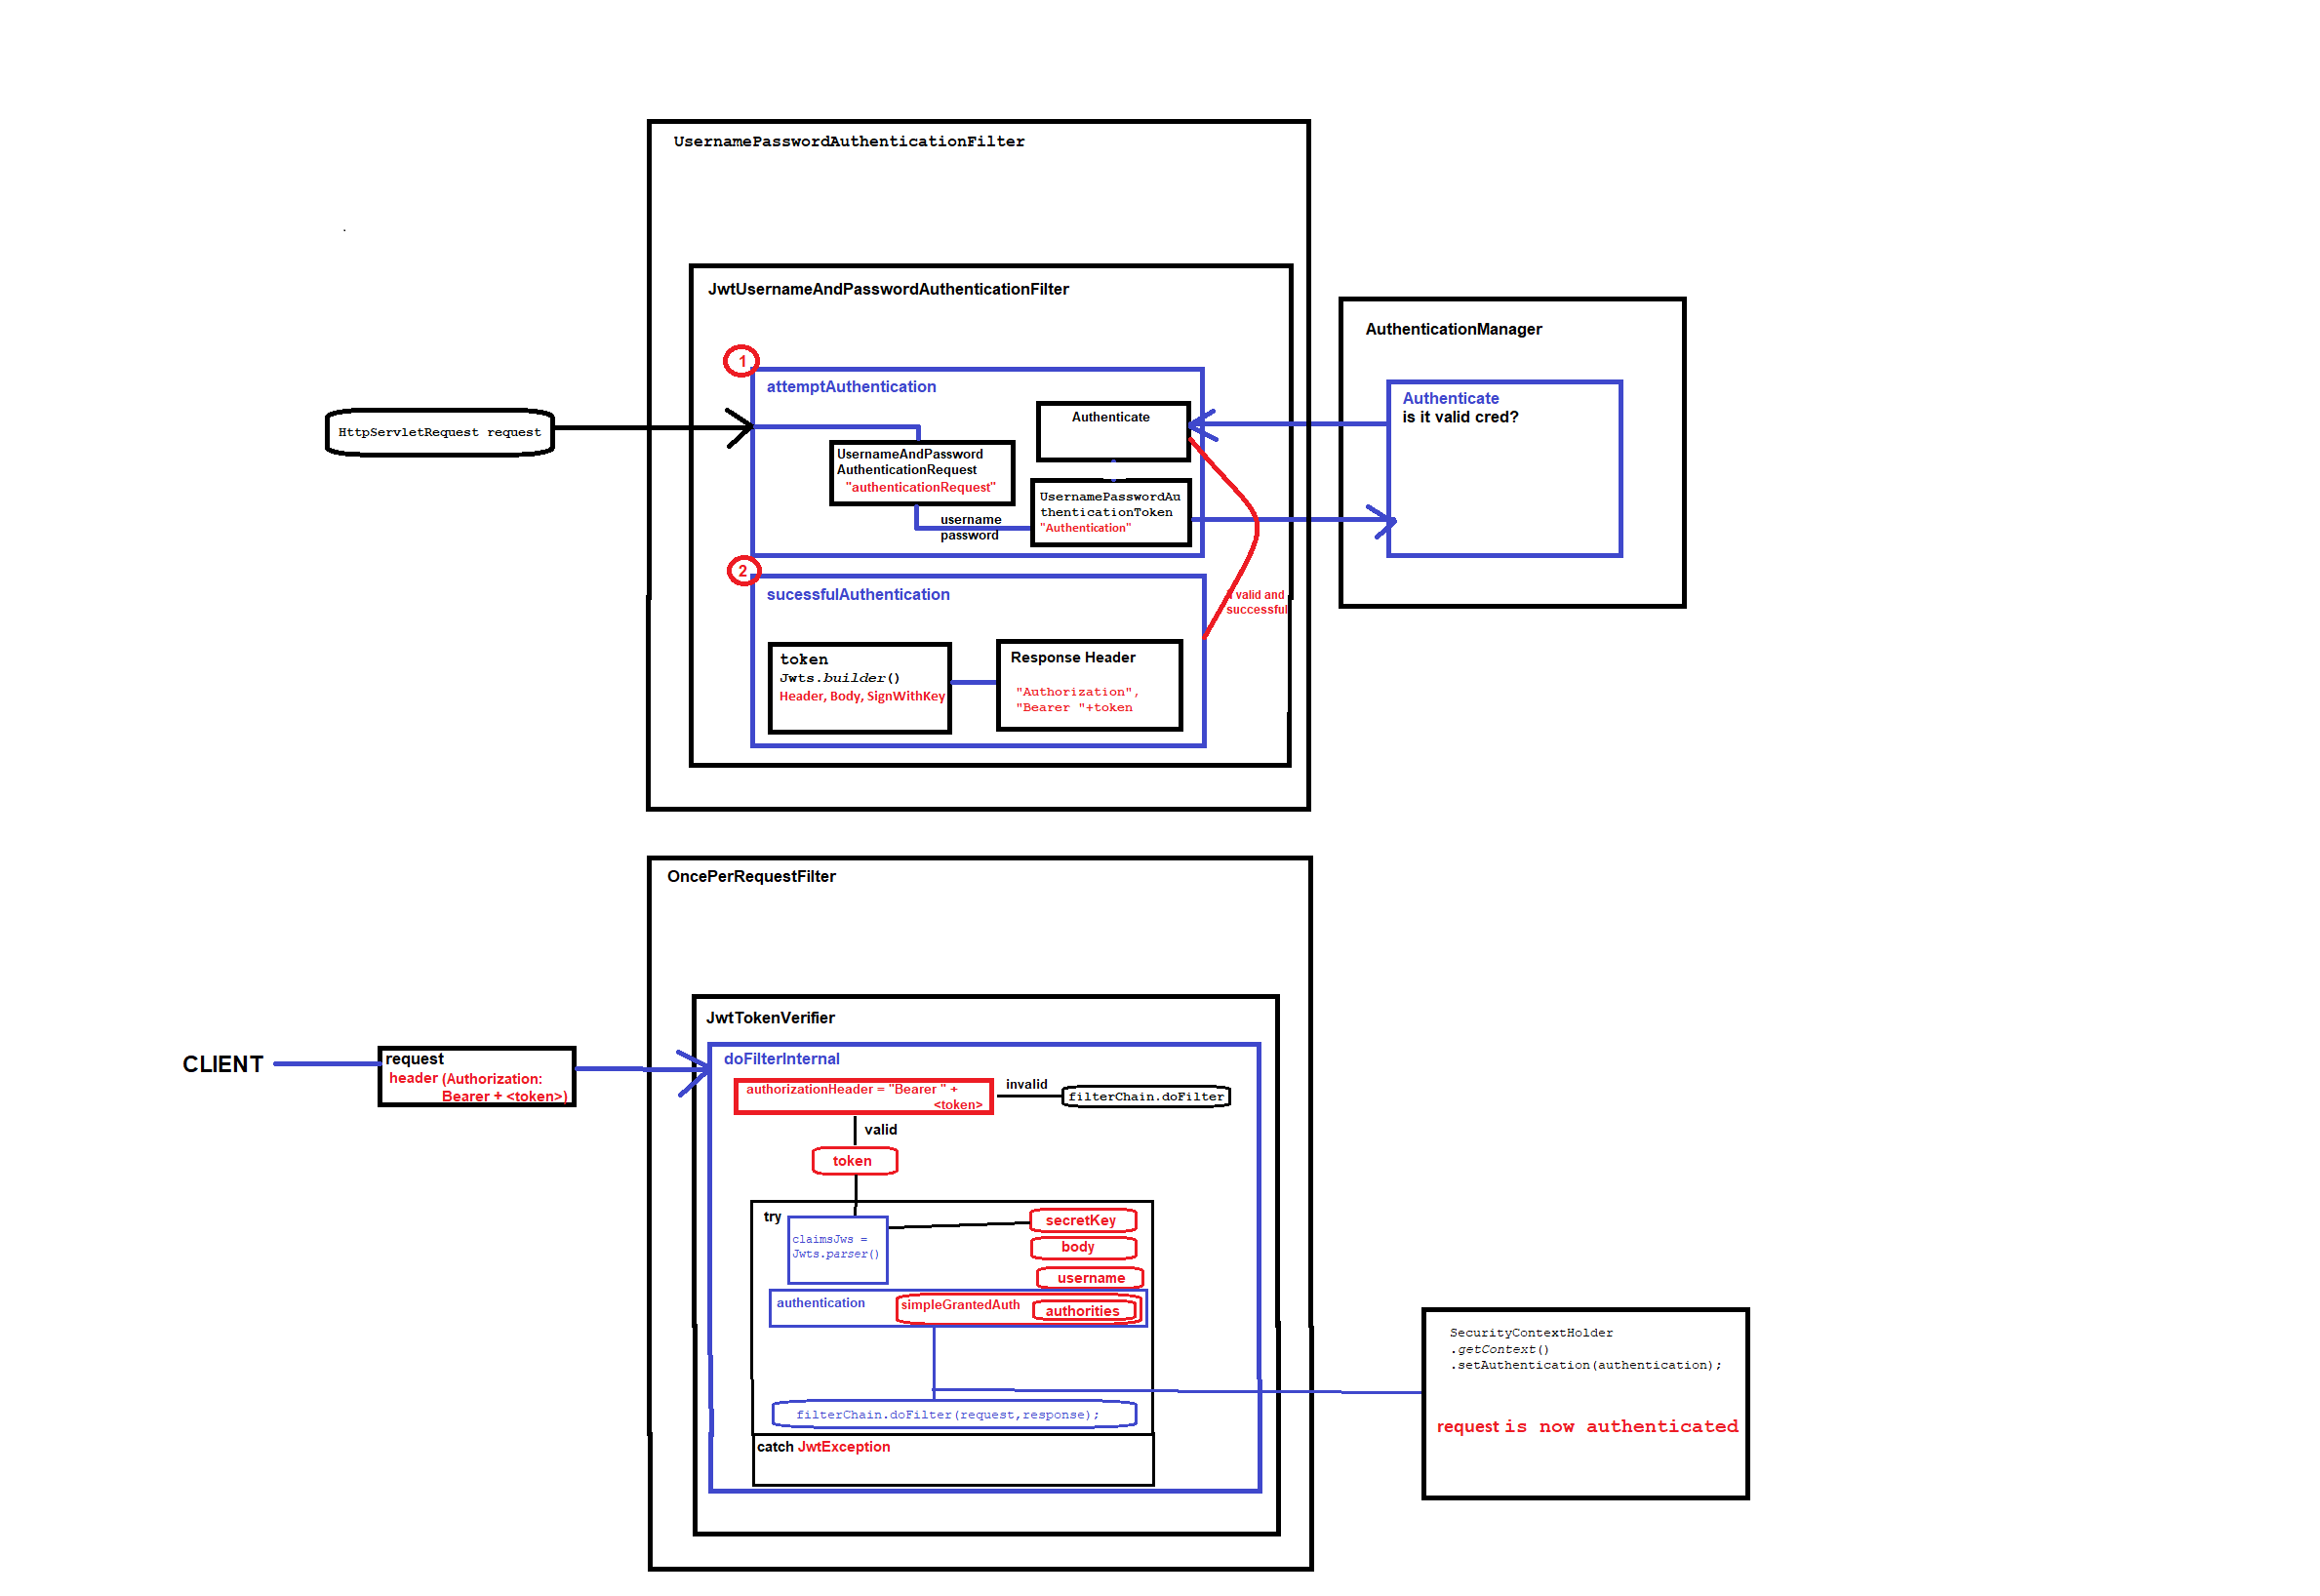 UsernamePasswordAuthenticationFilter
JwtUsernameAndPasswordAuthenticationFilter
AuthenticationManager
1
attemptAuthentication
Authenticate
is it valid cred?
Authenticate
HttpServletRequest request
UsernameAndPassword
AuthenticationRequest
"authenticationRequest"
UsernamePasswordAu
thenticationToken
"Authentication"
username
password
2
sucessfulAuthentication
valid and
successful
token
Jwts.builder()
Header, Body, SignWithKey
Response Header
"Authorization",
"Bearer "+token
OncePerRequestFilter
JwtTokenVerifier
CLIENT
request
header (Authorization:
Bearer + <token>)
doFilterInternal
authorizationHeader = "Bearer " +
<token>
invalid
filterChain.doFilter
valid
token
try
claimsJws =
Jwts.parser()
secretKey
body
username
authentication
simpleGrantedAuth
authorities
SecurityContextHolder
.getContext()
.setAuthentication(authentication);
filterChain.doFilter(request,response);
request is now authenticated
catch JwtException